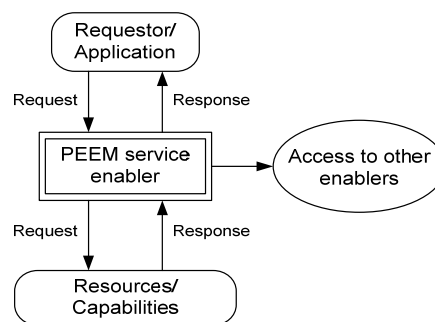 Requestor/
Application
Request
Response
PEEM service
enabler
Access to other
enablers
Request
Response
Resources/
Capabilities